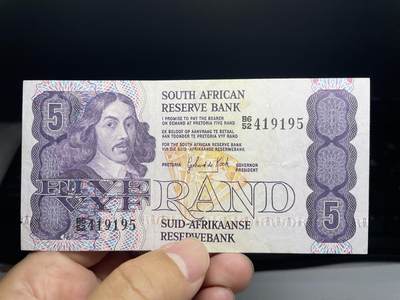 SOUTH AFRICAN
RESERVE BANK
5
I PROMISE TO PAY THE BEARER
ON DEMAND AT PRETORIA FIVE RAND
B6
52 419195
EK BELOOF OP AANVRAAG TE BETAAL
AAN TOONDER TE PRETORIA VYF RAND
FOR THE SOUTH AFRICAN RESERVE BANK
VIR DIE SUID-AFRIKAANSE RESERWEBANK
PRETORIA
GOVERNOR
PRESIDENT
FIVE
VYF
RAND
5
B6
52 419195
SUID-AFRIKAANSE
RESERWEBANK